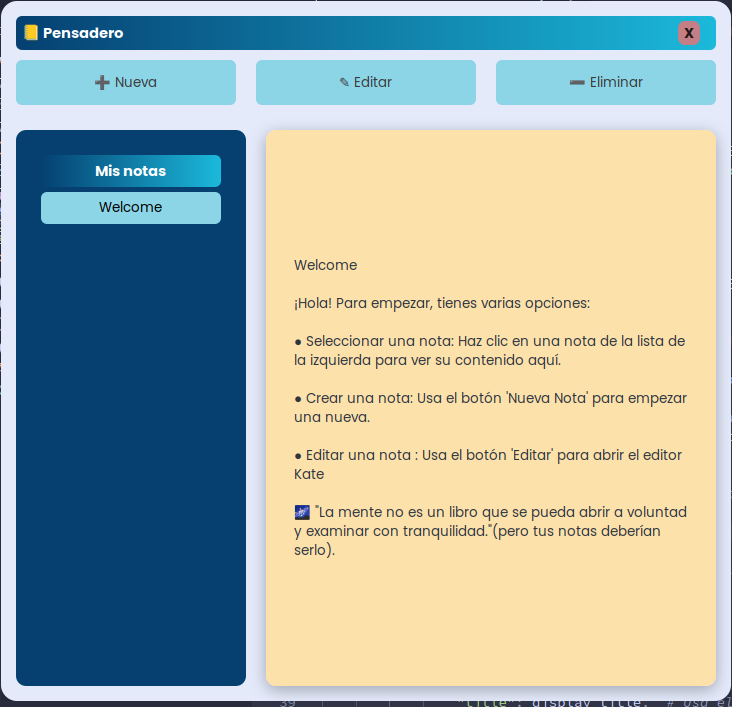 📒 Pensadero
X
➕ Nueva
✎ Editar
➖ Eliminar
Mis notas
Welcome
Welcome
¡Hola! Para empezar, tienes varias opciones:
● Seleccionar una nota: Haz clic en una nota de la lista de
la izquierda para ver su contenido aquí.
● Crear una nota: Usa el botón 'Nueva Nota' para empezar
una nueva.
● Editar una nota : Usa el botón 'Editar' para abrir el editor
Kate
🌌 "La mente no es un libro que se pueda abrir a voluntad
y examinar con tranquilidad."(pero tus notas deberían
serlo).
39